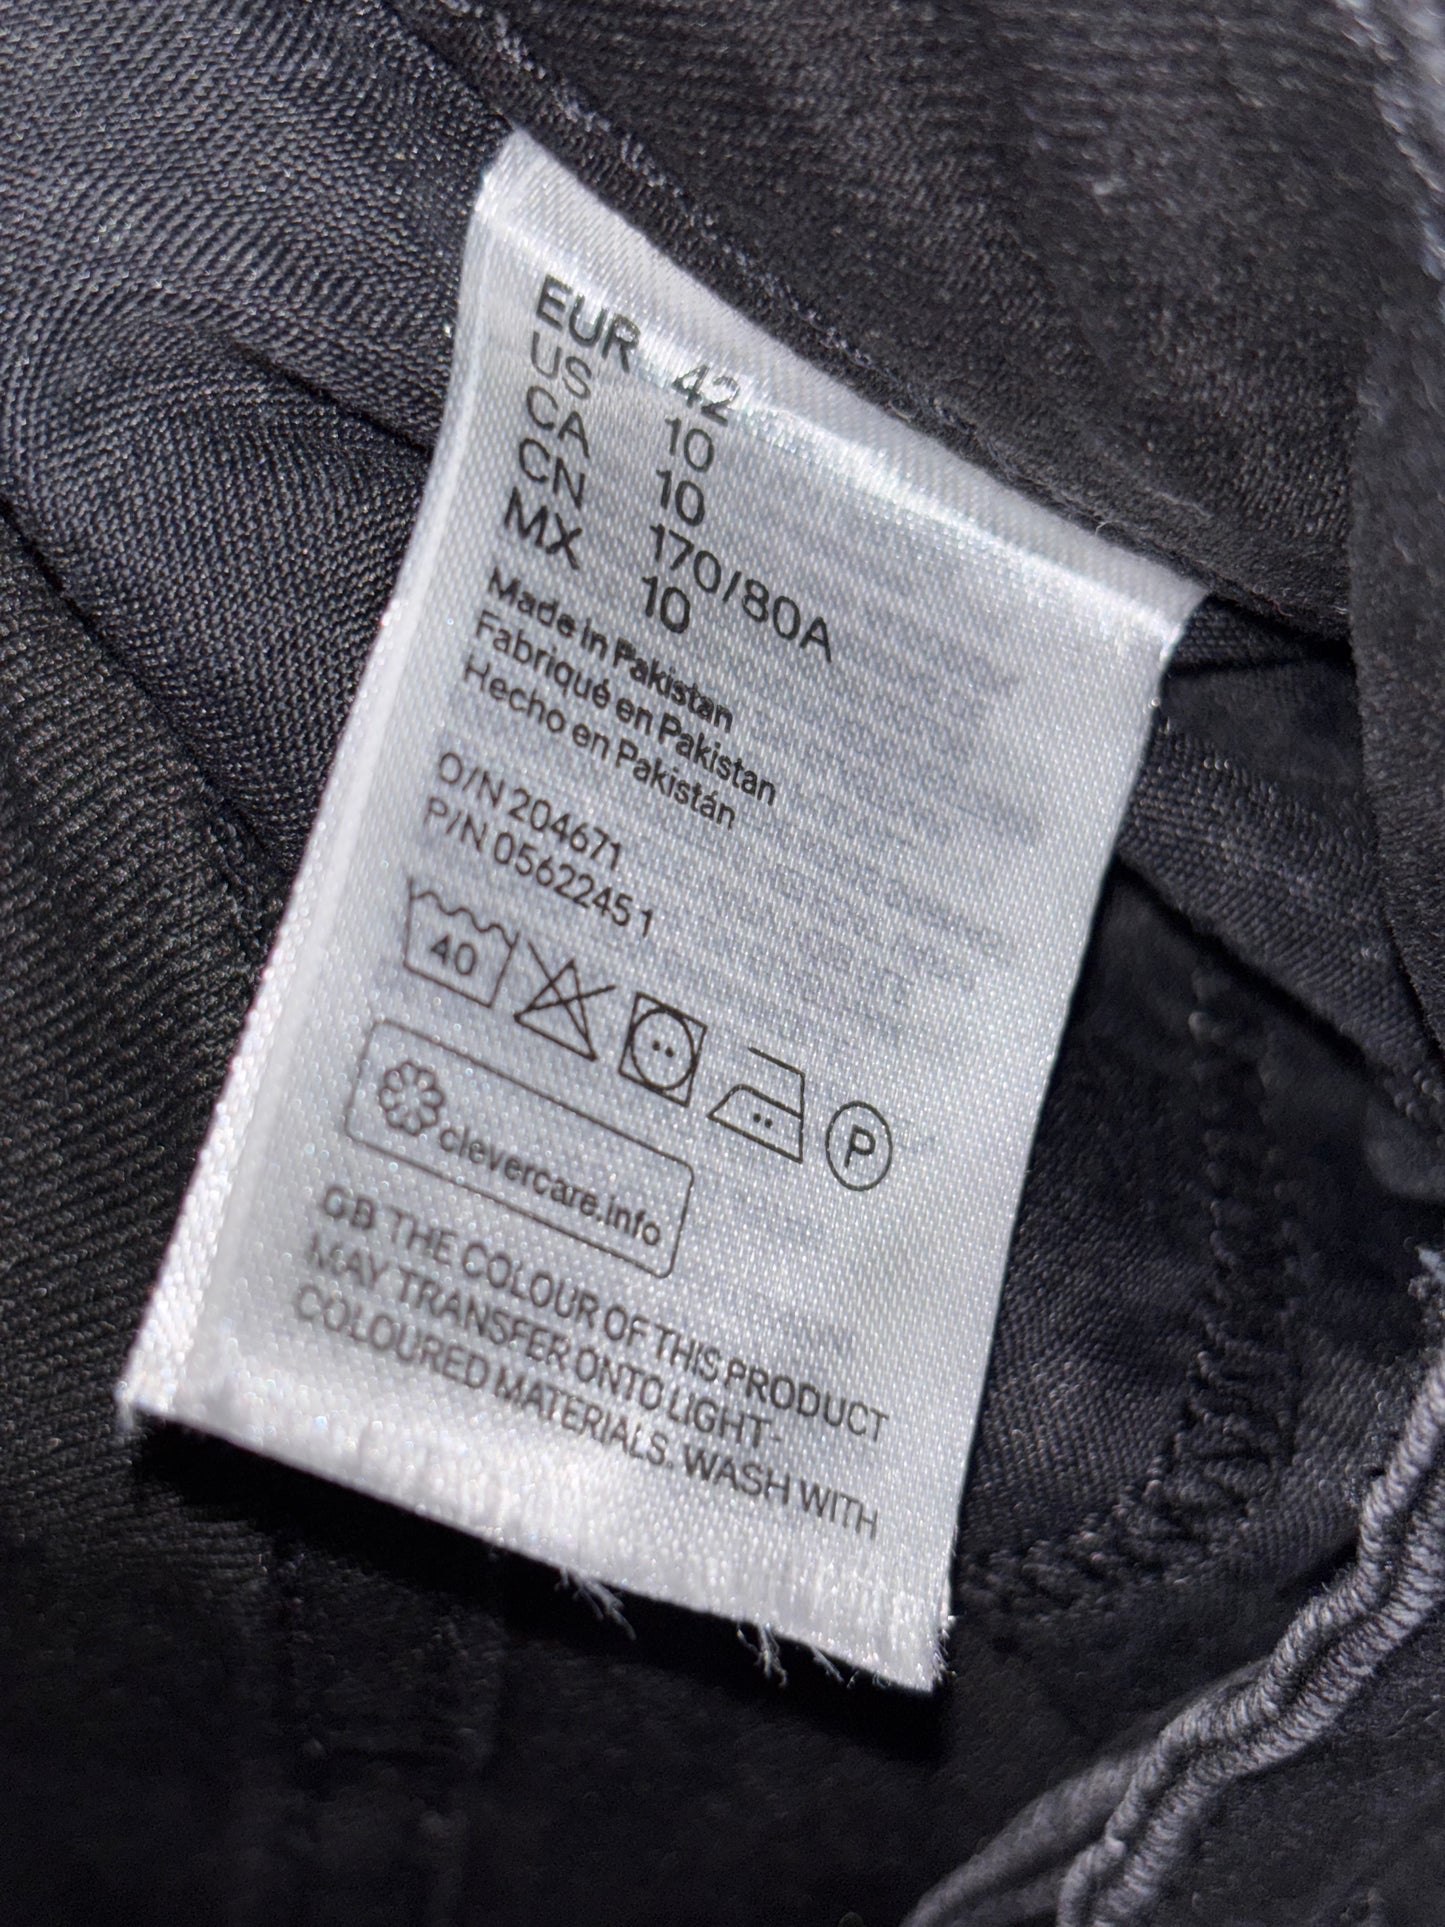 EUR 42
US 10
CA 10
CN 170/80A
MX 10
Made in Pakistan
Fabriqué en Pakistan
Hecho en Pakistán
O/N 204671
P/N 0562245 1
40
P
clevercare.info
GB THE COLOUR OF THIS PRODUCT
MAY TRANSFER ONTO LIGHT-
COLOURED MATERIALS. WASH WITH